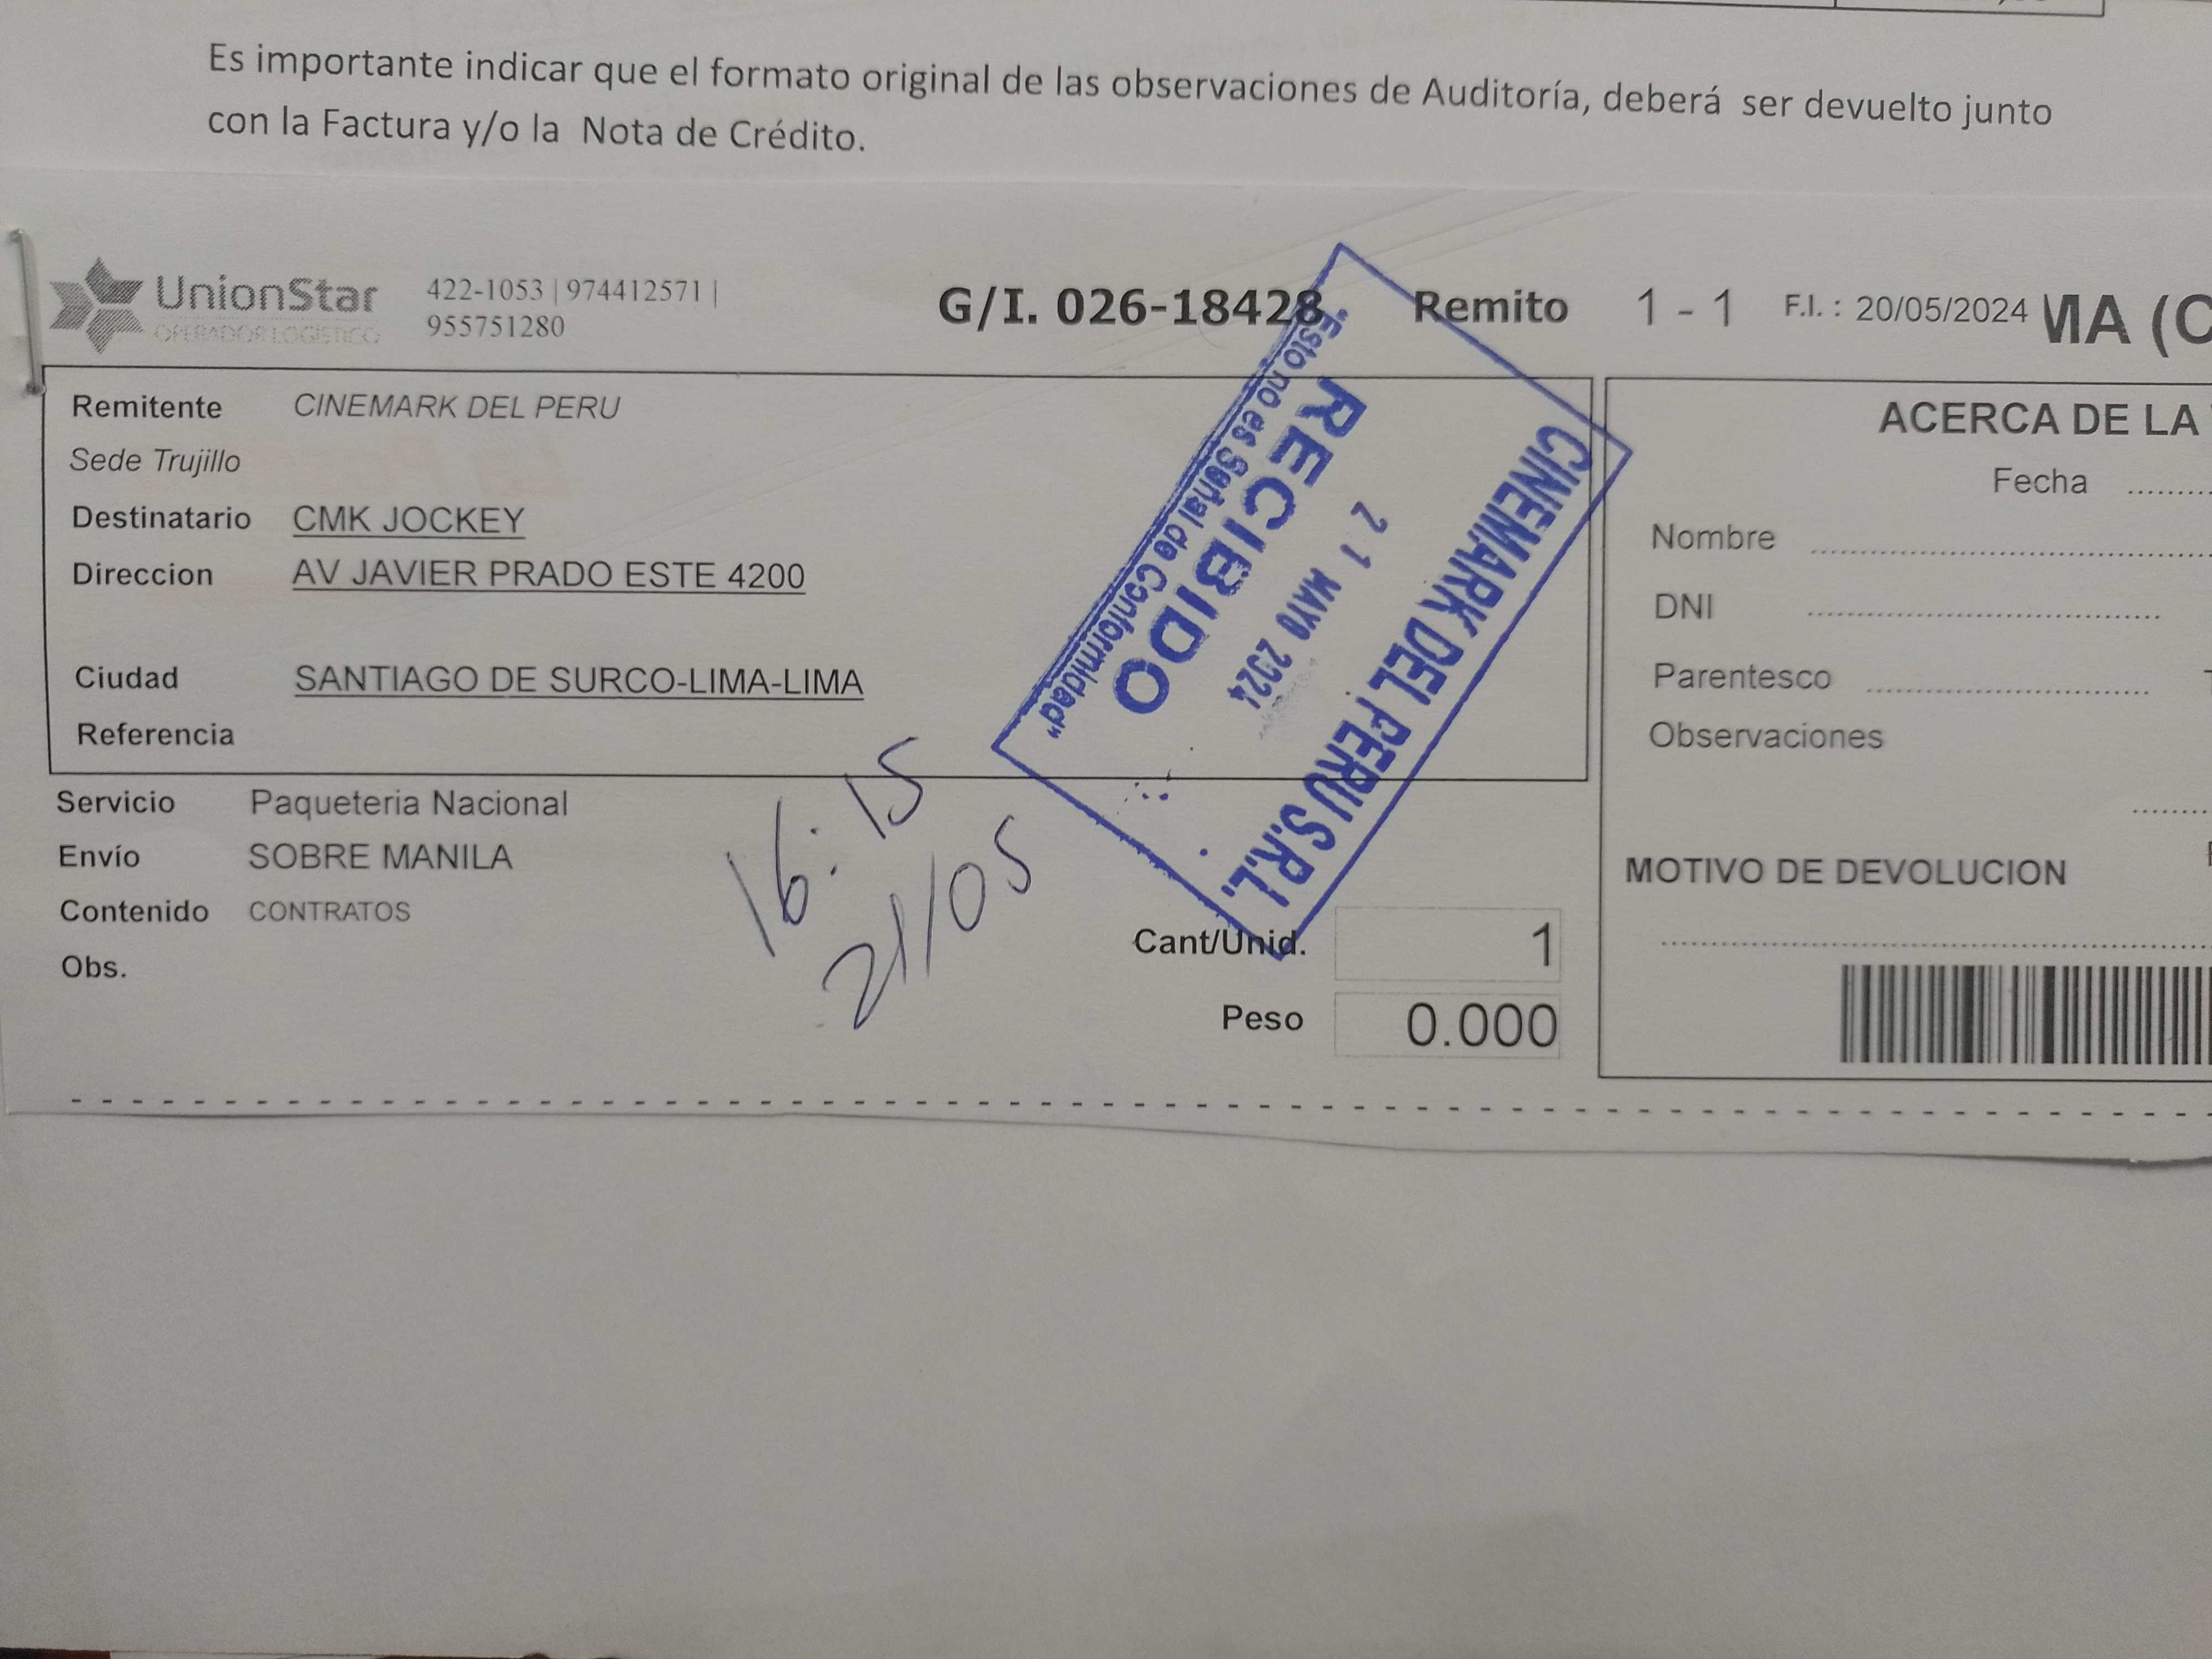 Es importante indicar que el formato original de las observaciones de Auditoría, deberá ser devuelto junto
con la Factura y/o la Nota de Crédito.
UnionStar
OPERADOR LOGÍSTICO
422-1053 | 974412571 |
955751280
G/I. 026-18428
Remito 1 - 1
F.I. : 20/05/2024
MA (C
Remitente CINEMARK DEL PERU
Sede Trujillo
Destinatario CMK JOCKEY
Direccion AV JAVIER PRADO ESTE 4200
Ciudad SANTIAGO DE SURCO-LIMA-LIMA
Referencia
CINEMARK DEL PERU S.R.L.
21 MAYO 2024
RECIBIDO
"Esto no es Señal de Conformidad"
Servicio Paqueteria Nacional
Envío SOBRE MANILA
Contenido CONTRATOS
Obs.
16:15
21/05
Cant/Unid. 1
Peso 0.000
ACERCA DE LA
Fecha
Nombre
DNI
Parentesco
Observaciones
MOTIVO DE DEVOLUCION